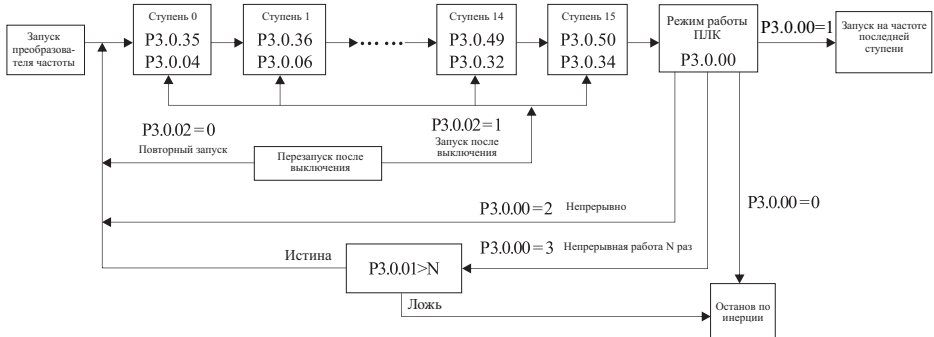 Ступень 0
Ступень 1
Ступень 14
Ступень 15
Режим работы
ПЛК
P3.0.00
Запуск
преобразова-
теля частоты
P3.0.35
P3.0.04
P3.0.36
P3.0.06
P3.0.49
P3.0.32
P3.0.50
P3.0.34
P3.0.00=1
Запуск на частоте
последней
ступени
P3.0.02=0
Повторный запуск
Перезапуск после
выключения
P3.0.02=1
Запуск после
выключения
P3.0.00=2 Непрерывно
P3.0.00=0
P3.0.00=3 Непрерывная работа N раз
Истина
P3.0.01>N
Ложь
Останов по
инерции